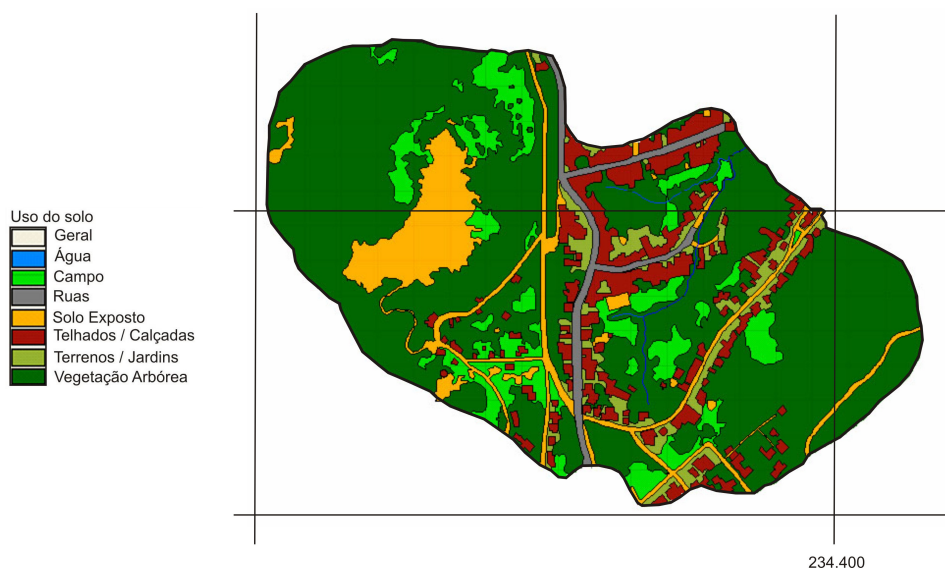 Uso do solo
Geral
Água
Campo
Ruas
Solo Exposto
Telhados / Calçadas
Terrenos / Jardins
Vegetação Arbórea
234.400